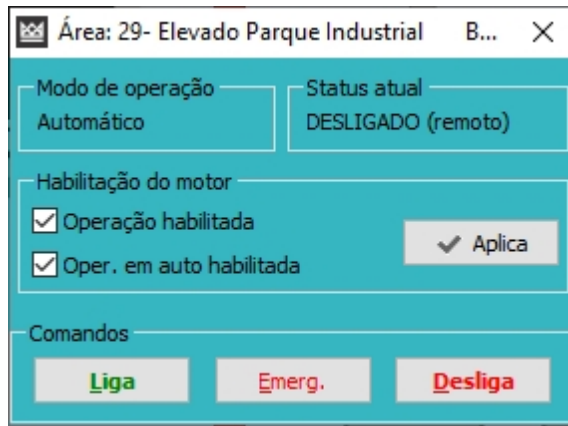 Área: 29- Elevado Parque Industrial B...
Modo de operação
Automático
Status atual
DESLIGADO (remoto)
Habilitação do motor
Operação habilitada
Oper. em auto habilitada
Aplica
Comandos
Liga Emerg. Desliga